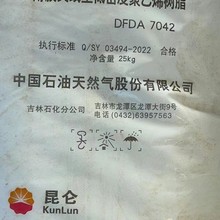 DFDA 7042
执行标准 Q/SY 03494-2022 合格
净重 25kg
中国石油天然气股份有限公司
吉林石化分公司
吉林市龙潭区龙潭大街9号
电话(0432)63957563
昆仑
KunLun